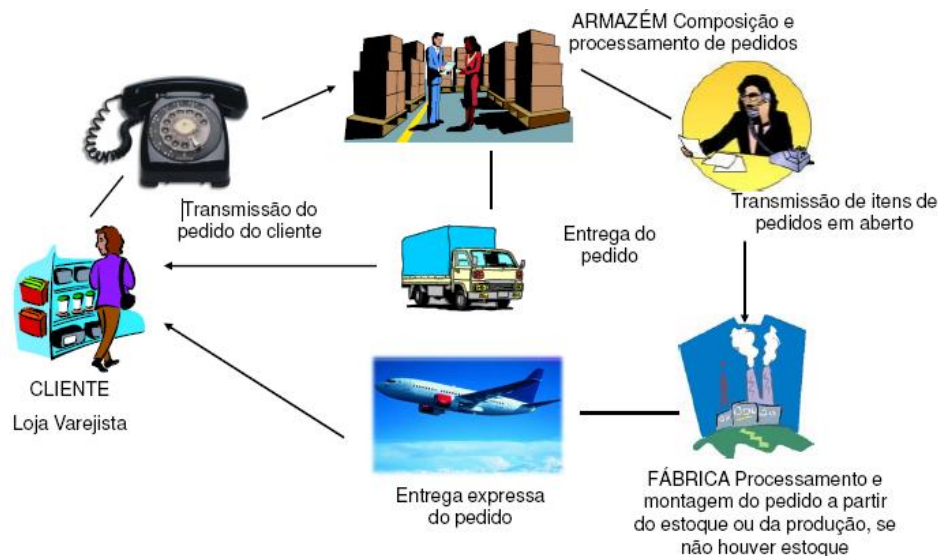 ARMAZÉM Composição e
processamento de pedidos
Transmissão do
pedido do cliente
Entrega do
pedido
Transmissão de itens de
pedidos em aberto
CLIENTE
Loja Varejista
Entrega expressa
do pedido
FÁBRICA Processamento e
montagem do pedido a partir
do estoque ou da produção, se
não houver estoque